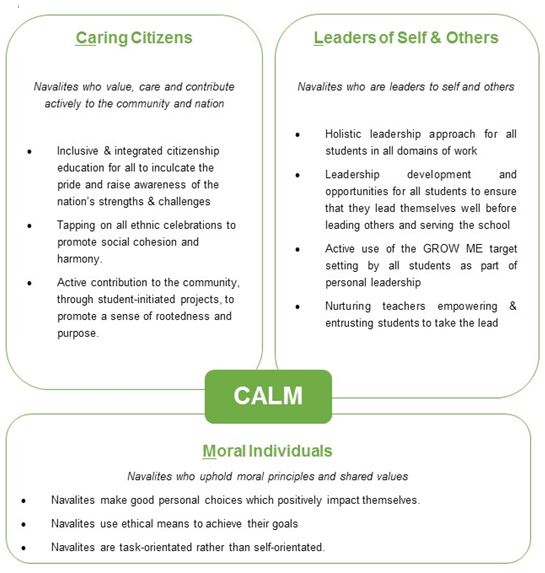 Caring Citizens
Navalites who value, care and contribute
actively to the community and nation
• Inclusive & integrated citizenship
education for all to inculcate the
pride and raise awareness of the
nation's strengths & challenges
• Tapping on all ethnic celebrations to
promote social cohesion and
harmony.
• Active contribution to the community,
through student-initiated projects, to
promote a sense of rootedness and
purpose.
Leaders of Self & Others
Navalites who are leaders to self and others
• Holistic leadership approach for all
students in all domains of work
• Leadership development and
opportunities for all students to ensure
that they lead themselves well before
leading others and serving the school
• Active use of the GROW ME target
setting by all students as part of
personal leadership
• Nurturing teachers empowering &
entrusting students to take the lead
CALM
Moral Individuals
Navalites who uphold moral principles and shared values
• Navalites make good personal choices which positively impact themselves.
• Navalites use ethical means to achieve their goals
• Navalites are task-orientated rather than self-orientated.